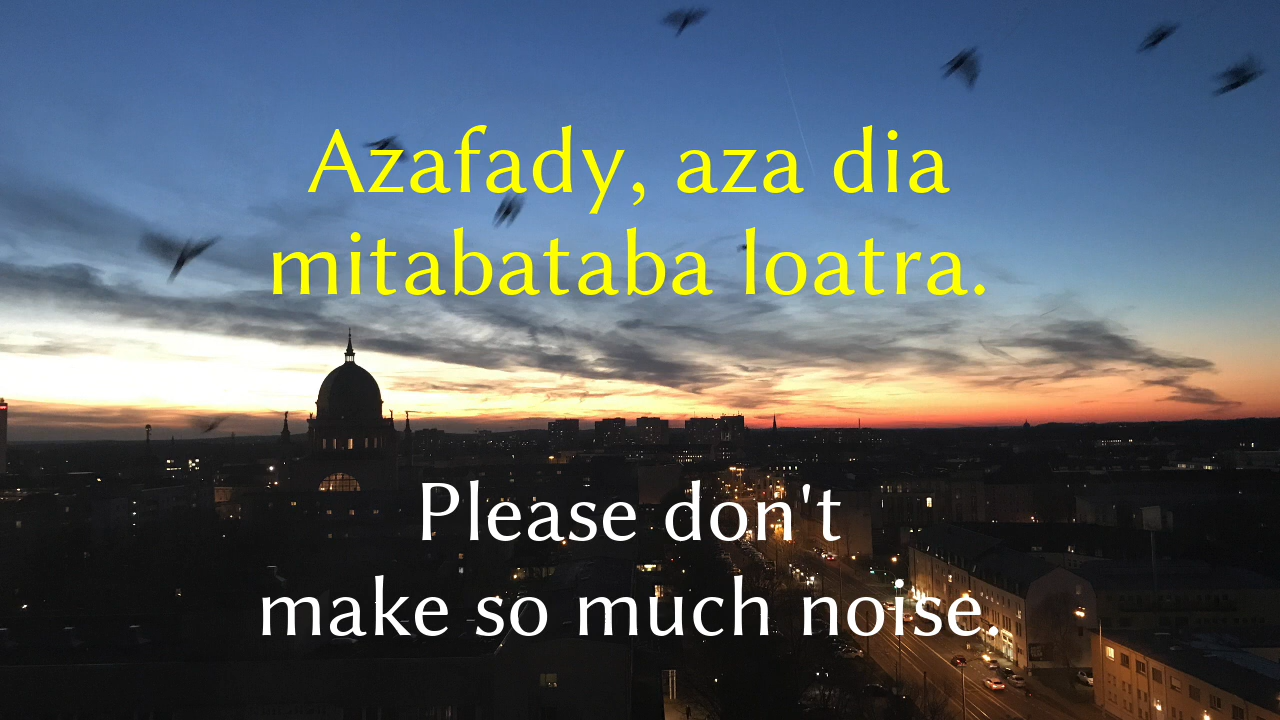 Azafady, aza dia
mitabataba loatra.
Please don't
make so much noise.